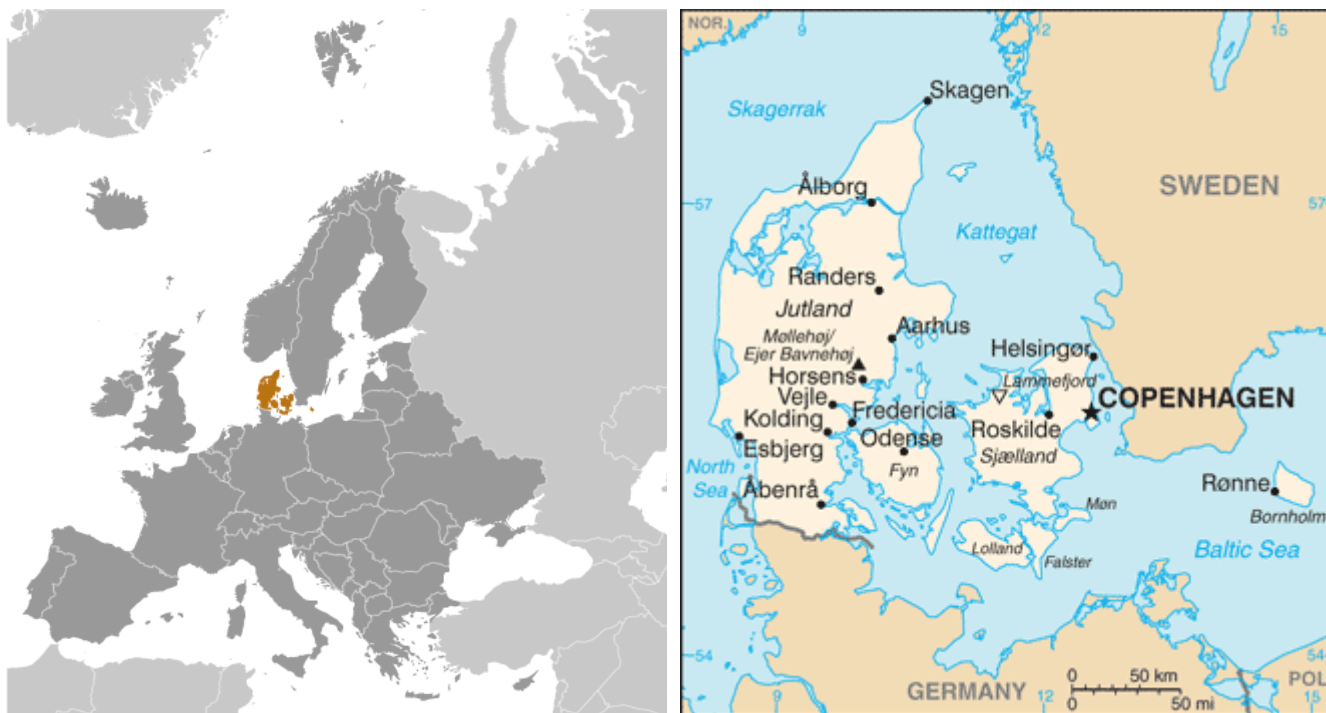 NOR.
9
12
15
Skagen
Skagerrak
SWEDEN
Ålborg
57
57
Kattegat
Randers
Jutland
Aarhus
Møllehøj/
Ejer Bavnehøj
Helsingør
Horsens
Lammefjord
Vejle
COPENHAGEN
Fredericia
Kolding
Roskilde
Odense
Esbjerg
Sjælland
Fyn
North
Sea
Rønne
Åbenrå
Møn
Bornholm
Lolland
Baltic Sea
Falster
54
54
GERMANY
0 50 km
0 50 mi
POL
9
12
15